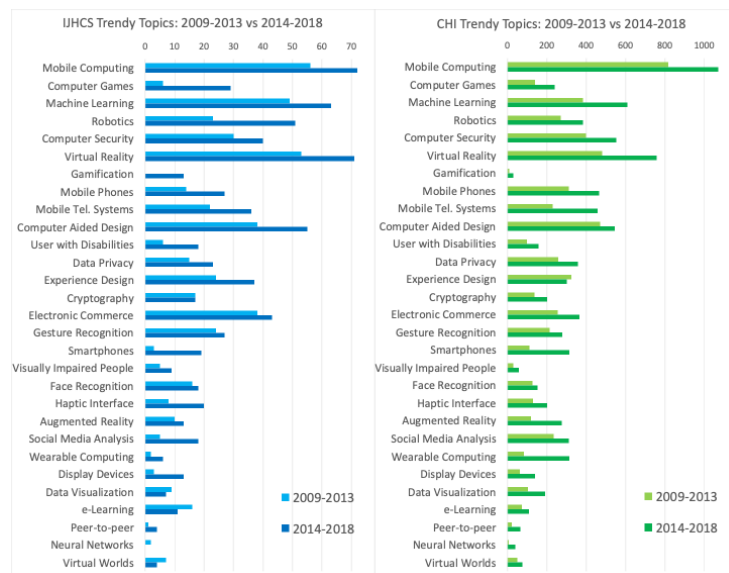 IJHCS Trendy Topics: 2009-2013 vs 2014-2018
0 10 20 30 40 50 60 70
Mobile Computing
Computer Games
Machine Learning
Robotics
Computer Security
Virtual Reality
Gamification
Mobile Phones
Mobile Tel. Systems
Computer Aided Design
User with Disabilities
Data Privacy
Experience Design
Cryptography
Electronic Commerce
Gesture Recognition
Smartphones
Visually Impaired People
Face Recognition
Haptic Interface
Augmented Reality
Social Media Analysis
Wearable Computing
Display Devices
Data Visualization
e-Learning
Peer-to-peer
Neural Networks
Virtual Worlds
2009-2013
2014-2018
CHI Trendy Topics: 2009-2013 vs 2014-2018
0 200 400 600 800 1000
Mobile Computing
Computer Games
Machine Learning
Robotics
Computer Security
Virtual Reality
Gamification
Mobile Phones
Mobile Tel. Systems
Computer Aided Design
User with Disabilities
Data Privacy
Experience Design
Cryptography
Electronic Commerce
Gesture Recognition
Smartphones
Visually Impaired People
Face Recognition
Haptic Interface
Augmented Reality
Social Media Analysis
Wearable Computing
Display Devices
Data Visualization
e-Learning
Peer-to-peer
Neural Networks
Virtual Worlds
2009-2013
2014-2018